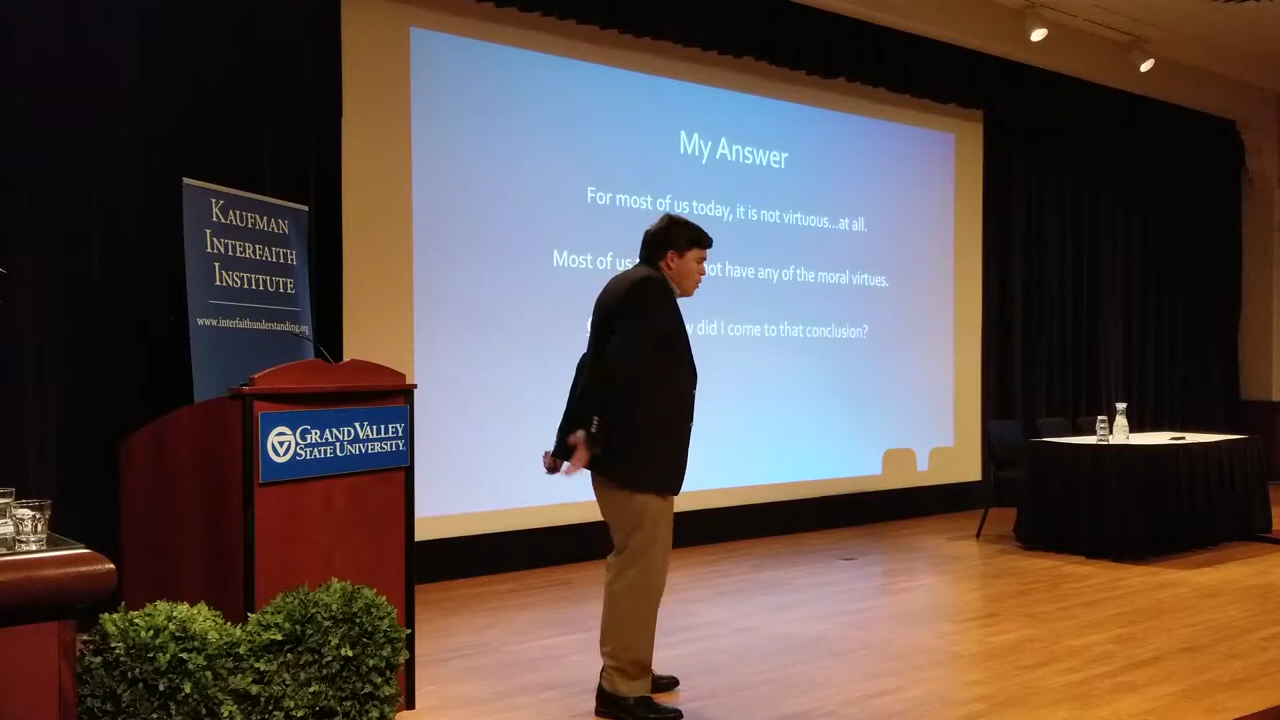 My Answer
For most of us today, it is not virtuous...at all.
Most of us not have any of the moral virtues.
did I come to that conclusion?
KAUFMAN
INTERFAITH
INSTITUTE
www.interfaithunderstanding.org
GRAND VALLEY
STATE UNIVERSITY.